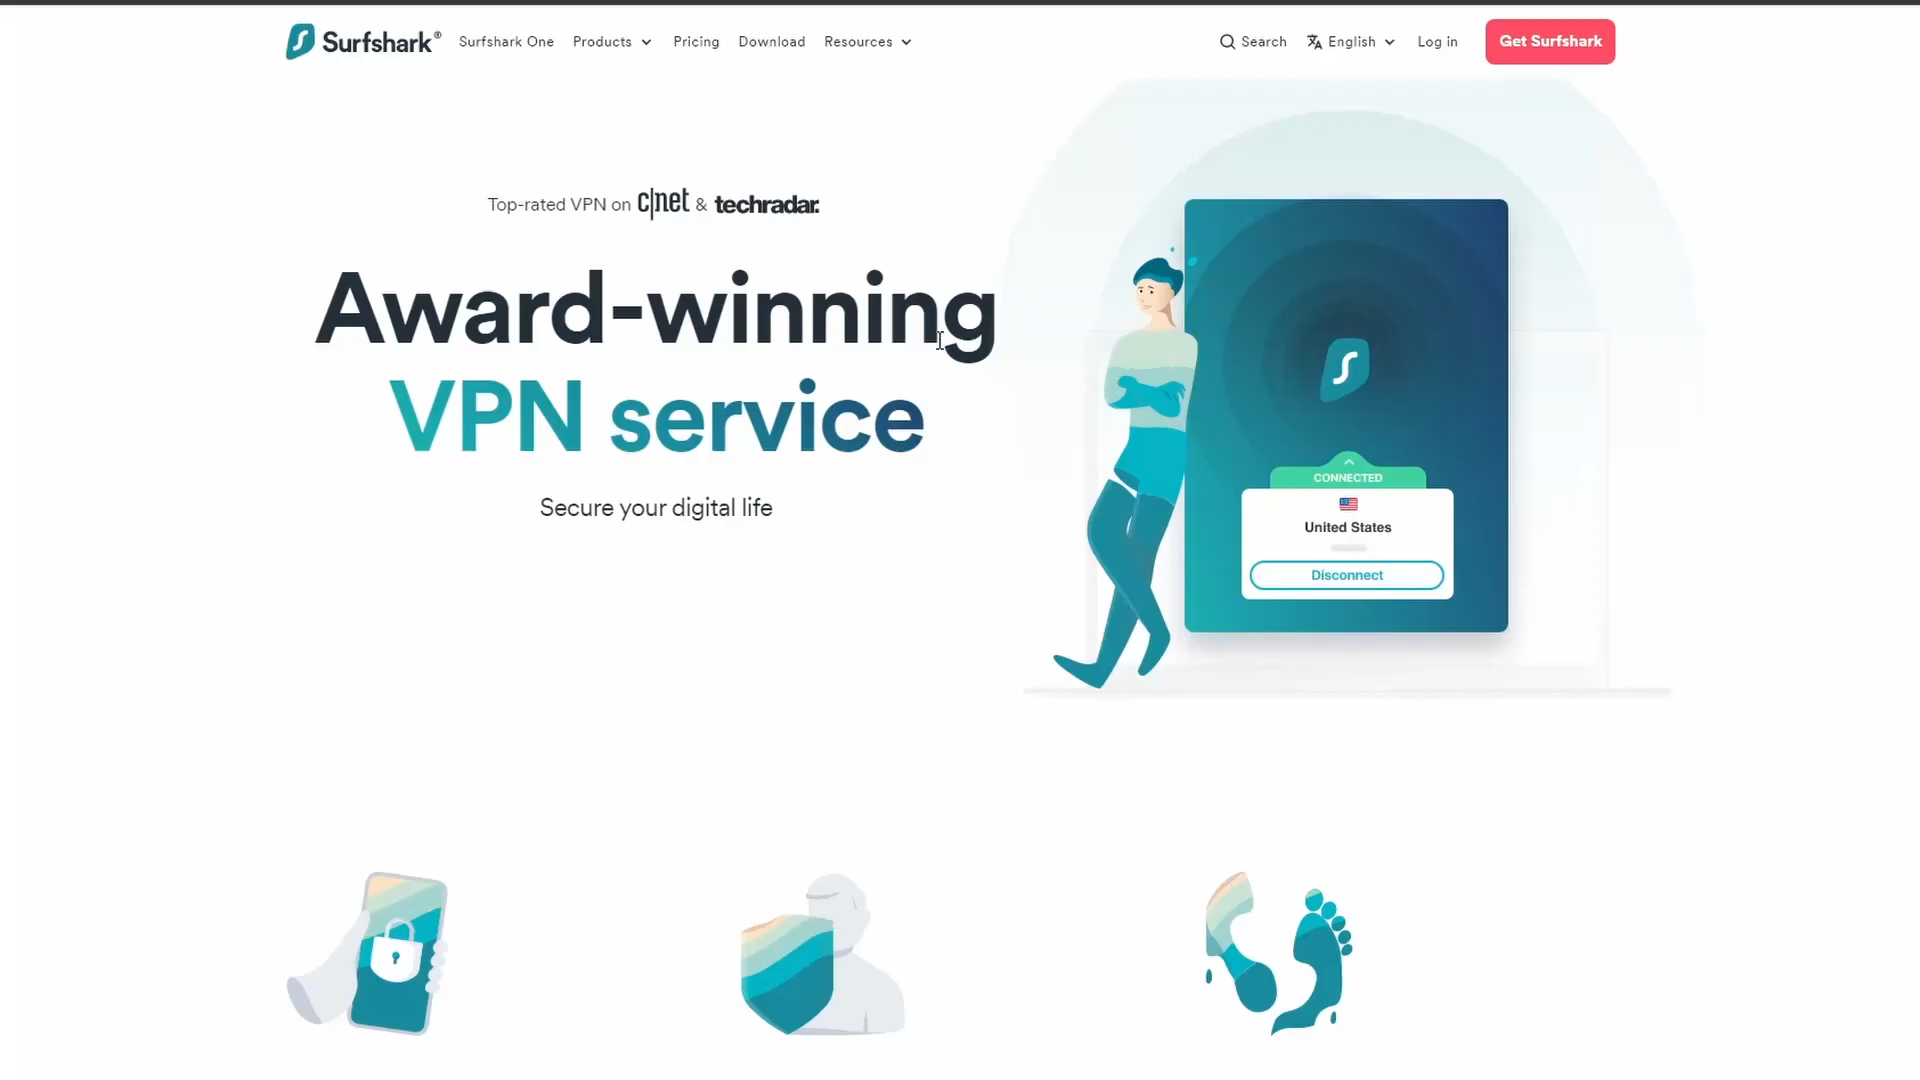 Surfshark®
Surfshark One
Products
Pricing
Download
Resources
Search
English
Log in
Get Surfshark
Top-rated VPN on c|net & techradar.
Award-winning
VPN service
Secure your digital life
CONNECTED
United States
Disconnect